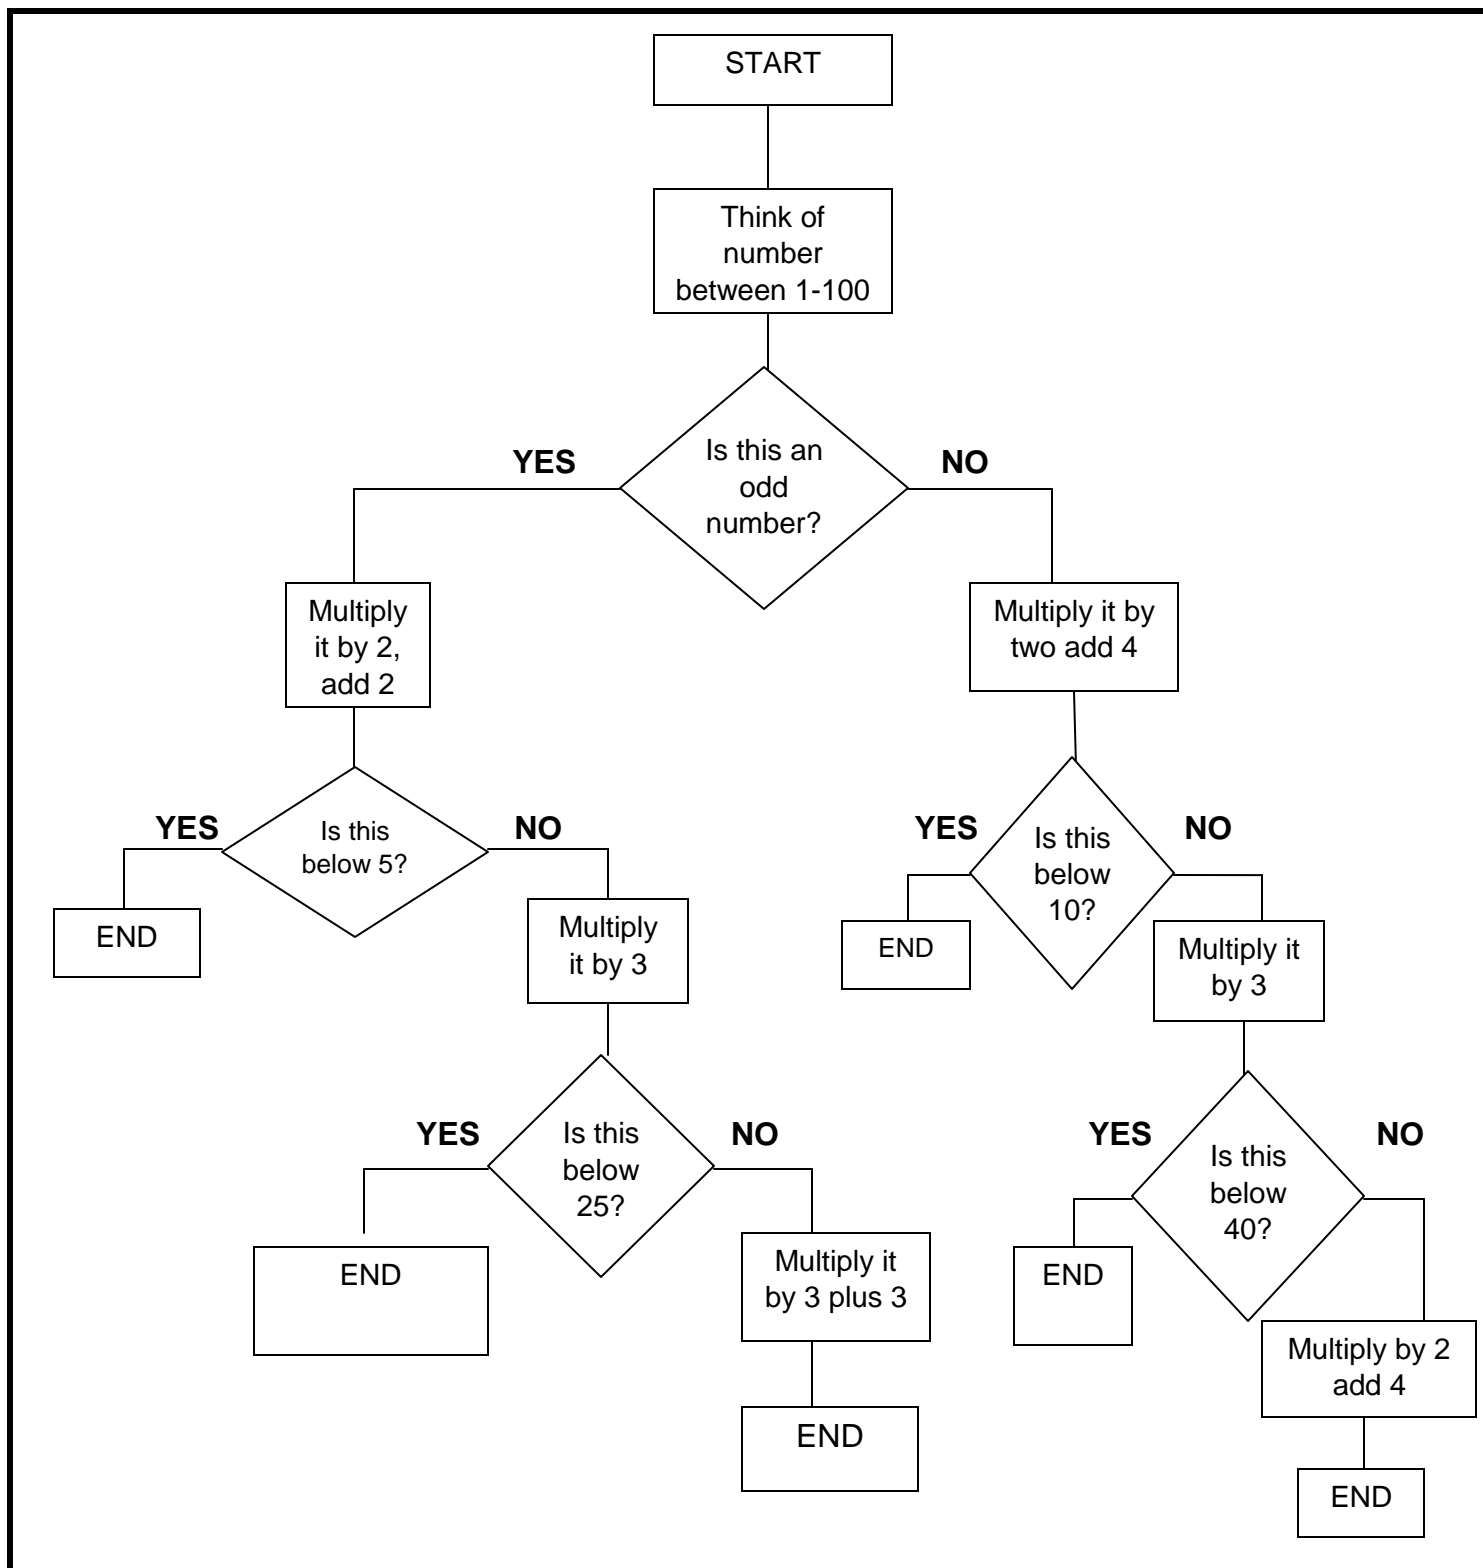 START
Think of
number
between 1-100
Is this an
odd
number?
YES
NO
Multiply
it by 2,
add 2
Multiply it by
two add 4
Is this
below 5?
YES
NO
Is this
below
10?
YES
NO
END
Multiply
it by 3
END
Multiply it
by 3
Is this
below
25?
YES
NO
Is this
below
40?
YES
NO
END
Multiply it
by 3 plus 3
END
Multiply by 2
add 4
END
END